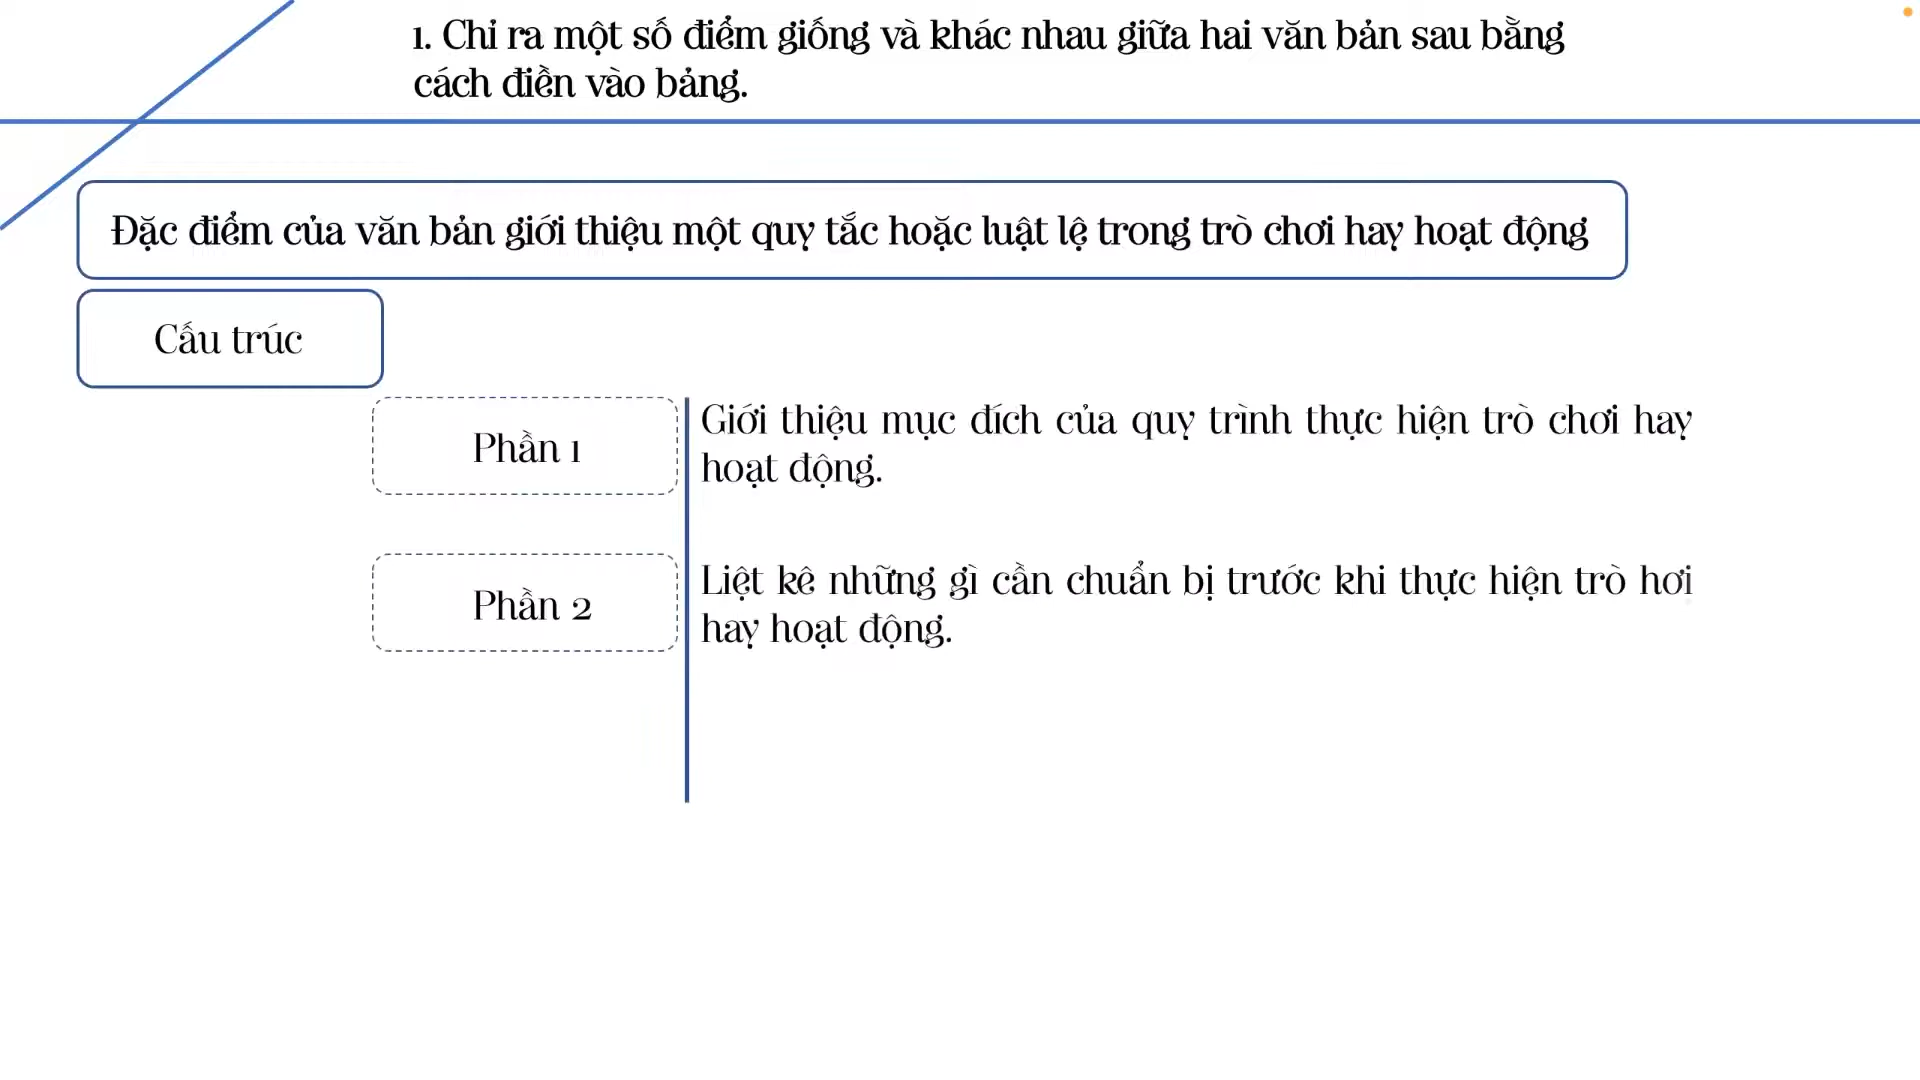 1. Chỉ ra một số điểm giống và khác nhau giữa hai văn bản sau bằng
cách điền vào bảng.
Đặc điểm của văn bản giới thiệu một quy tắc hoặc luật lệ trong trò chơi hay hoạt động
Cấu trúc
Phần 1
Giới thiệu mục đích của quy trình thực hiện trò chơi hay
hoạt động.
Phần 2
Liệt kê những gì cần chuẩn bị trước khi thực hiện trò hơi
hay hoạt động.